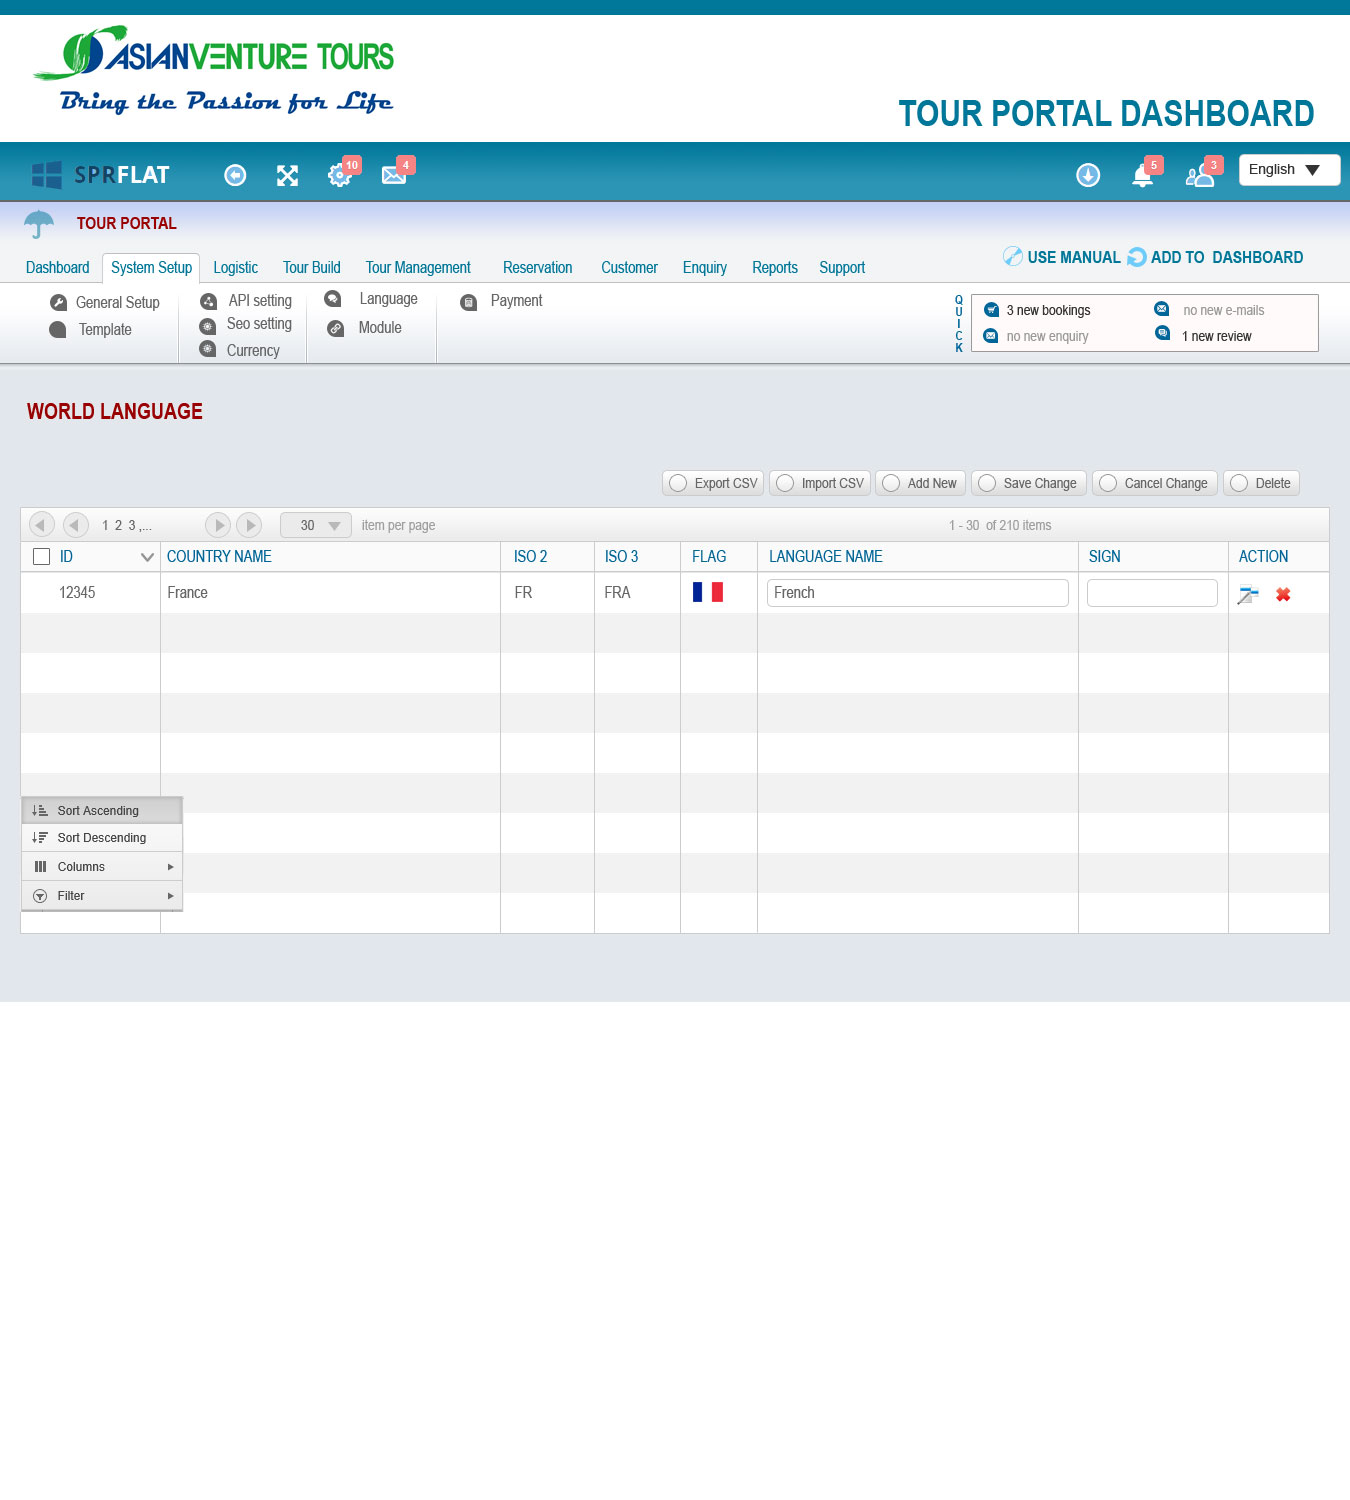 ASIANVENTURE TOURS
Bring the Passion for Life
TOUR PORTAL DASHBOARD
SPRFLAT 10 4 5 3 English
TOUR PORTAL
Dashboard System Setup Logistic Tour Build Tour Management Reservation Customer Enquiry Reports Support USE MANUAL ADD TO DASHBOARD
General Setup API setting Language Payment
Template Seo setting Module
Currency
QUICK
3 new bookings no new e-mails
no new enquiry 1 new review
WORLD LANGUAGE
Export CSV Import CSV Add New Save Change Cancel Change Delete
1 2 3 ,... 30 item per page 1 - 30 of 210 items
ID COUNTRY NAME ISO 2 ISO 3 FLAG LANGUAGE NAME SIGN ACTION
12345 France FR FRA French
Sort Ascending
Sort Descending
Columns
Filter